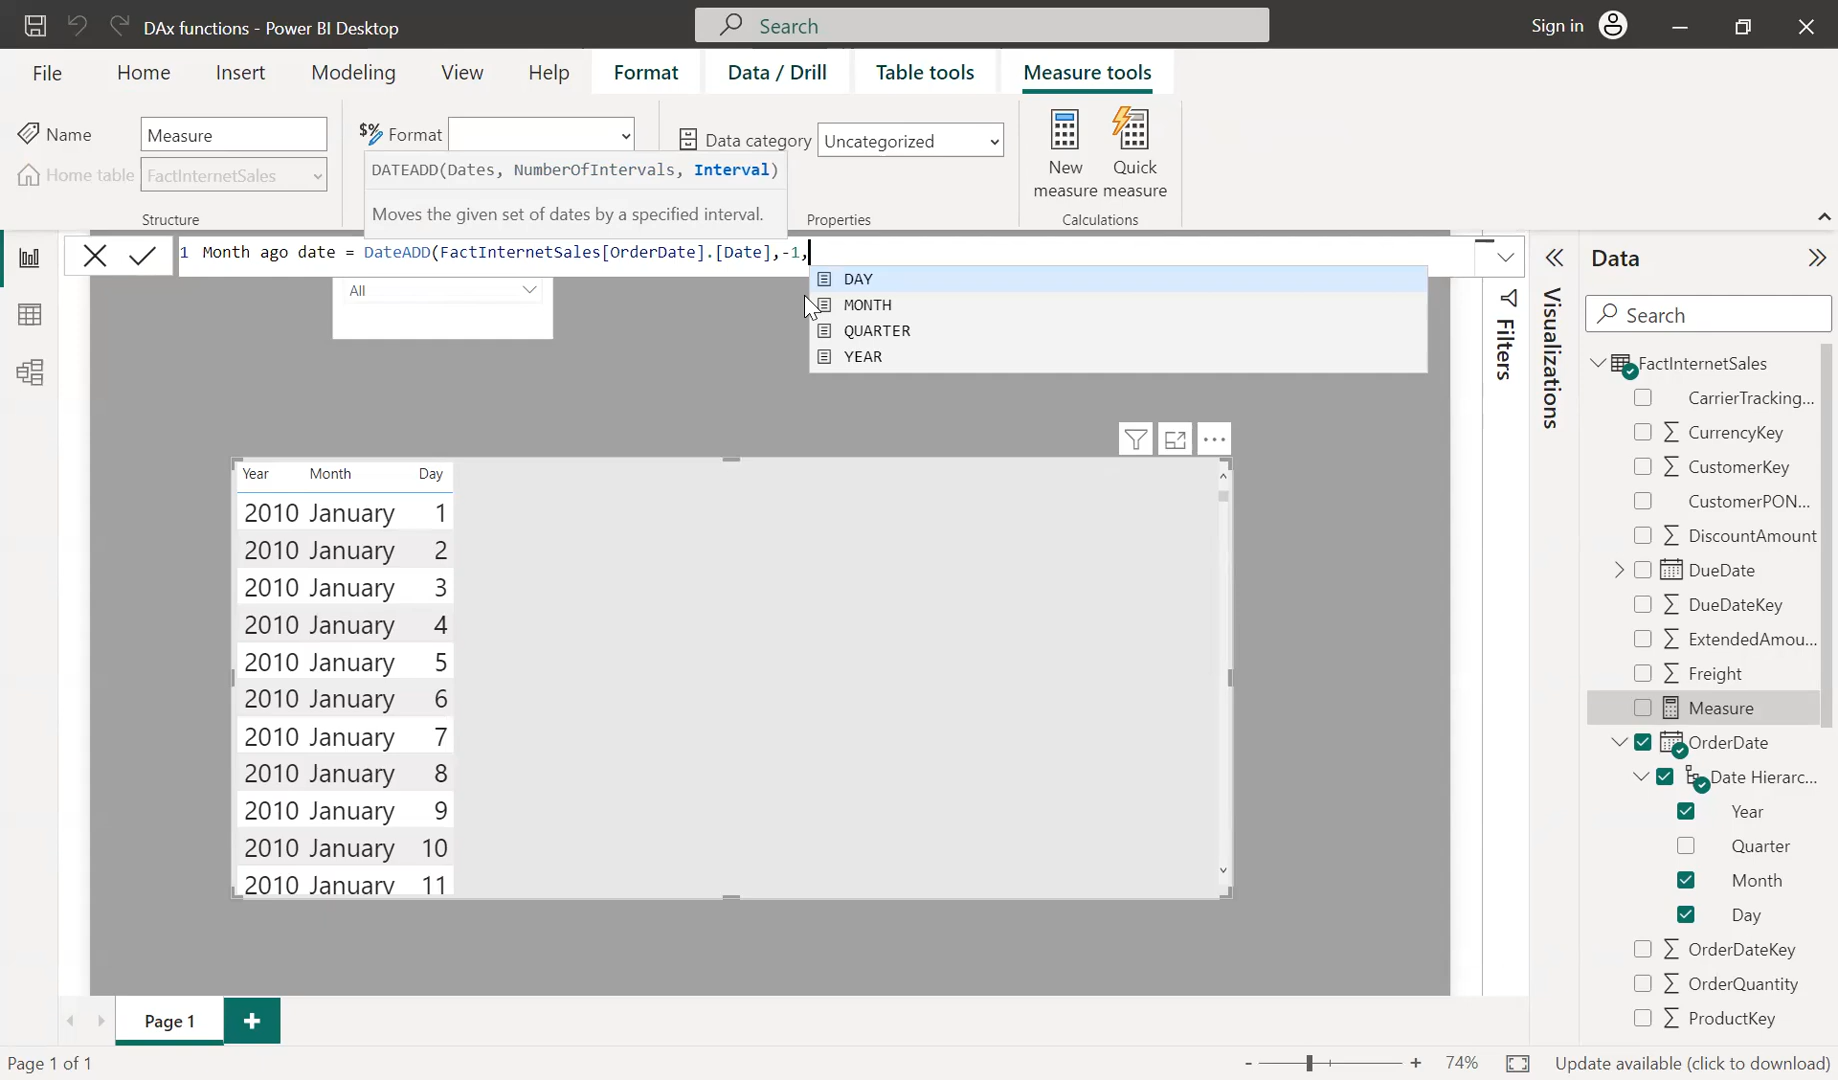 DAx functions - Power BI Desktop
Search
Sign in
File Home Insert Modeling View Help Format Data / Drill Table tools Measure tools
Name Measure
Home table FactInternetSales
Structure
$% Format
Data category Uncategorized
Properties
New measure
Quick measure
Calculations
DATEADD(Dates, NumberOfIntervals, Interval)
Moves the given set of dates by a specified interval.
1 Month ago date = DateADD(FactInternetSales[OrderDate].[Date],-1,
DAY
MONTH
QUARTER
YEAR
All
Year Month Day
2010 January 1
2010 January 2
2010 January 3
2010 January 4
2010 January 5
2010 January 6
2010 January 7
2010 January 8
2010 January 9
2010 January 10
2010 January 11
Filters
Visualizations
Data
Search
FactInternetSales
CarrierTracking...
CurrencyKey
CustomerKey
CustomerPON...
DiscountAmount
DueDate
DueDateKey
ExtendedAmou...
Freight
Measure
OrderDate
Date Hierarc...
Year
Quarter
Month
Day
OrderDateKey
OrderQuantity
ProductKey
Page 1
Page 1 of 1
- + 74%
Update available (click to download)